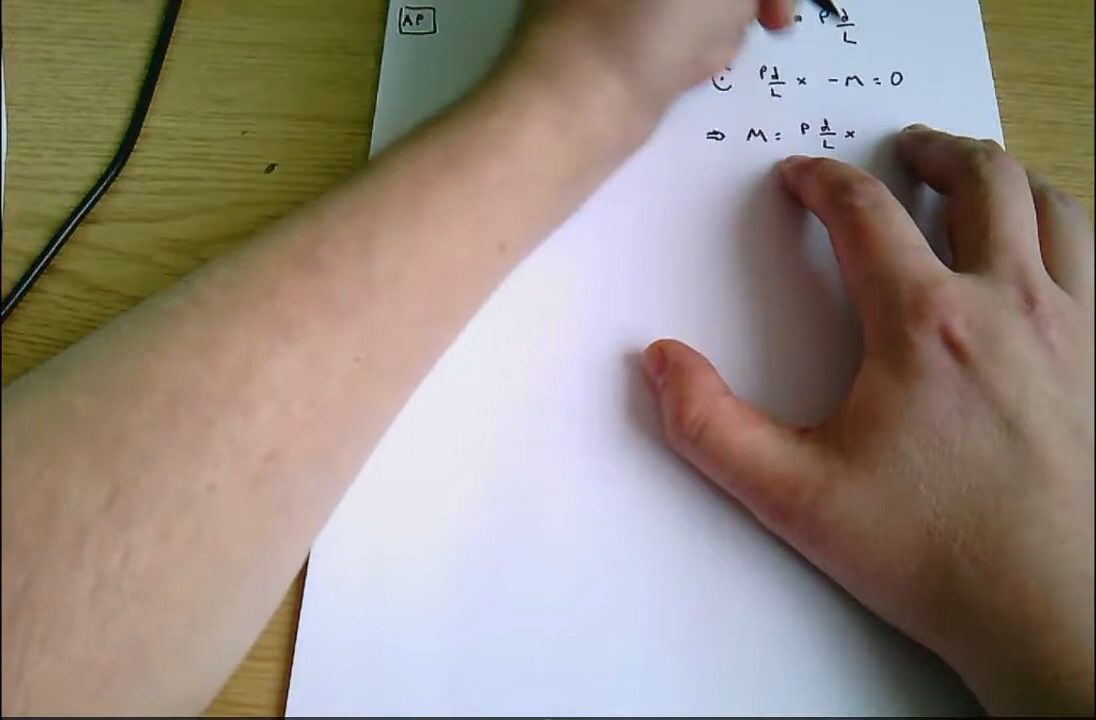 AP
= P d/L
P d/L x - M = 0
⇒ M = P d/L x